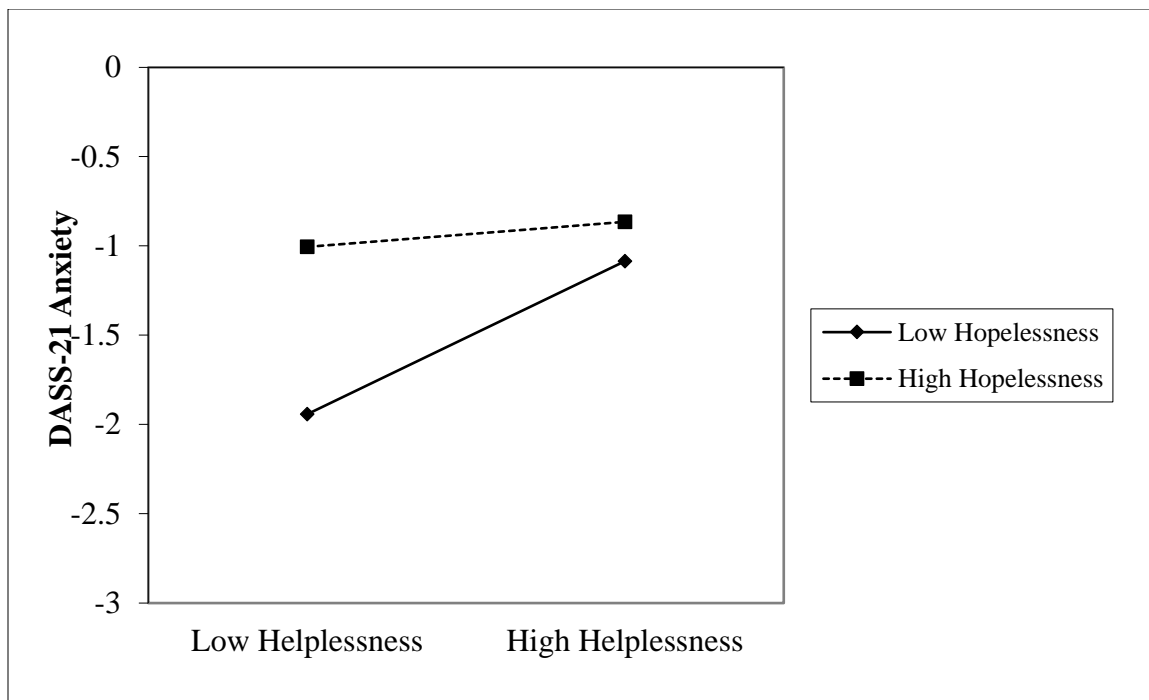 0
-0.5
-1
-1.5
-2
-2.5
-3
DASS-21 Anxiety
Low Helplessness
High Helplessness
Low Hopelessness
High Hopelessness